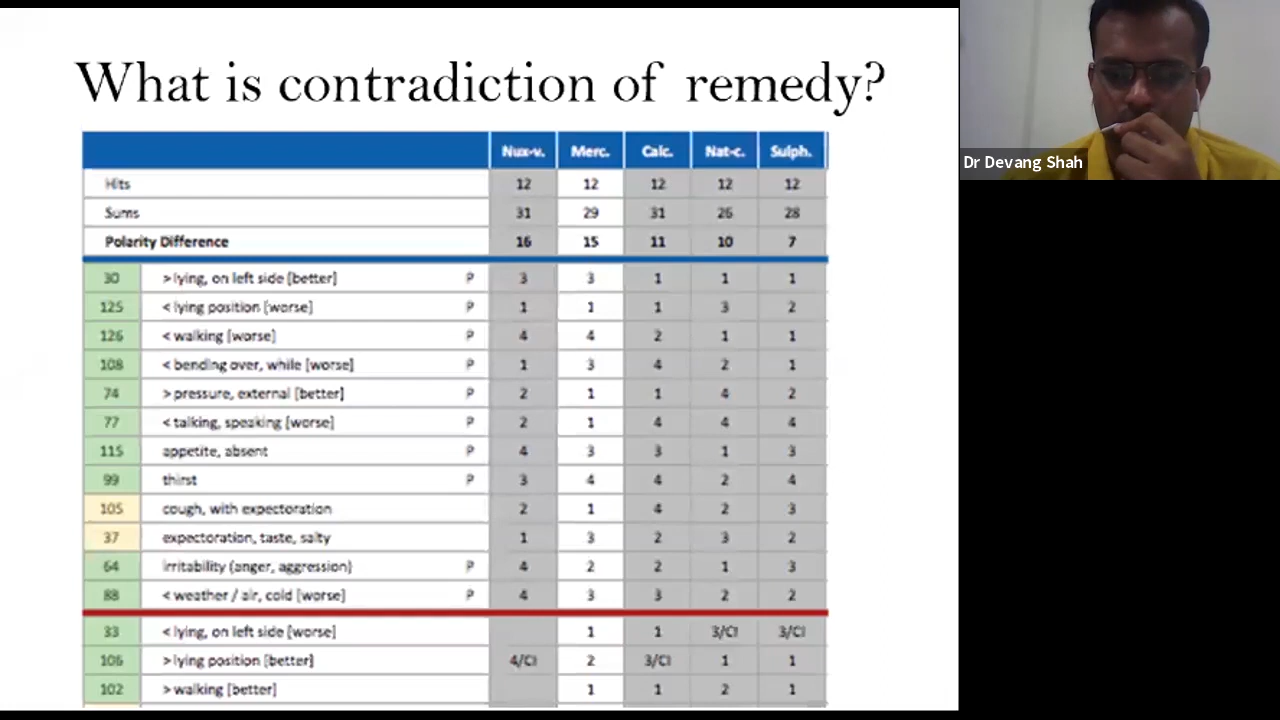 What is contradiction of remedy?
Dr Devang Shah
Nux-v. Merc. Calc. Nat-c. Sulph.
Hits 12 12 12 12 12
Sums 31 29 31 26 28
Polarity Difference 16 15 11 10 7
30 > lying, on left side [better] P 3 3 1 1 1
125 < lying position [worse] P 1 1 1 3 2
126 < walking [worse] P 4 4 2 1 1
108 < bending over, while [worse] P 1 3 4 2 1
74 > pressure, external [better] P 2 1 1 4 2
77 < talking, speaking [worse] P 2 1 4 4 4
115 appetite, absent P 4 3 3 1 3
99 thirst P 3 4 4 2 4
105 cough, with expectoration 2 1 4 2 3
37 expectoration, taste, salty 1 3 2 3 2
64 irritability (anger, aggression) P 4 2 2 1 3
88 < weather / air, cold [worse] P 4 3 3 2 2
33 < lying, on left side [worse] 1 1 3/CI 3/CI
106 > lying position [better] 4/CI 2 3/CI 1 1
102 > walking [better] 1 1 2 1